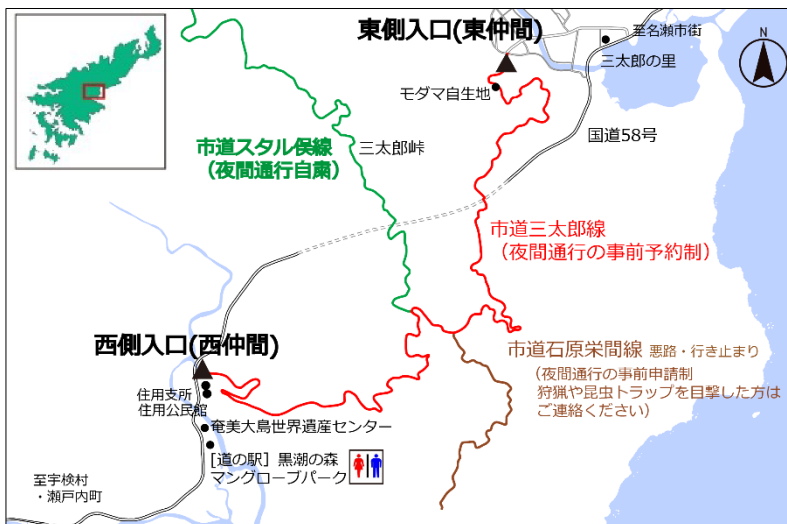 東側入口(東仲間)
至名瀬市街
三太郎の里
N
モダマ自生地
国道58号
市道スタル俣線
（夜間通行自粛）
三太郎峠
市道三太郎線
（夜間通行の事前予約制）
西側入口(西仲間)
市道石原栄間線 悪路・行き止まり
（夜間通行の事前申請制
狩猟や昆虫トラップを目撃した方は
ご連絡ください）
住用支所
住用公民館
奄美大島世界遺産センター
[道の駅] 黒潮の森
マングローブパーク
至宇検村
・瀬戸内町